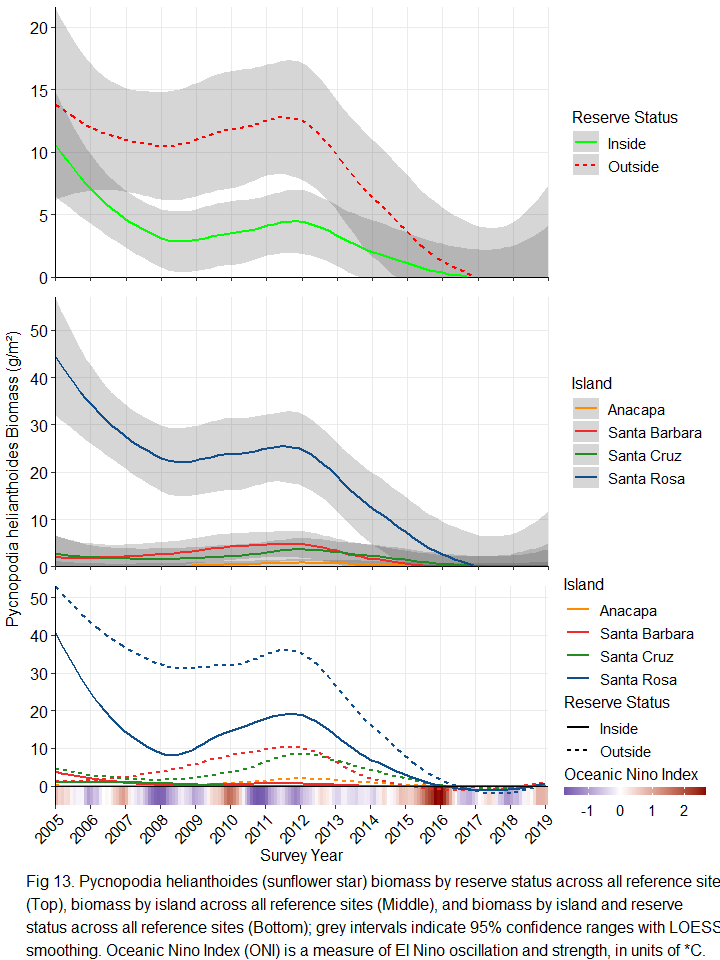 20
15
10
5
0
Reserve Status
Inside
Outside
Pycnopodia helianthoides Biomass (g/m²)
50
40
30
20
10
0
Island
Anacapa
Santa Barbara
Santa Cruz
Santa Rosa
50
40
30
20
10
0
Island
Anacapa
Santa Barbara
Santa Cruz
Santa Rosa
Reserve Status
Inside
Outside
Oceanic Nino Index
-1 0 1 2
2005 2006 2007 2008 2009 2010 2011 2012 2013 2014 2015 2016 2017 2018 2019
Survey Year
Fig 13. Pycnopodia helianthoides (sunflower star) biomass by reserve status across all reference site
(Top), biomass by island across all reference sites (Middle), and biomass by island and reserve
status across all reference sites (Bottom); grey intervals indicate 95% confidence ranges with LOESS
smoothing. Oceanic Nino Index (ONI) is a measure of El Nino oscillation and strength, in units of *C.